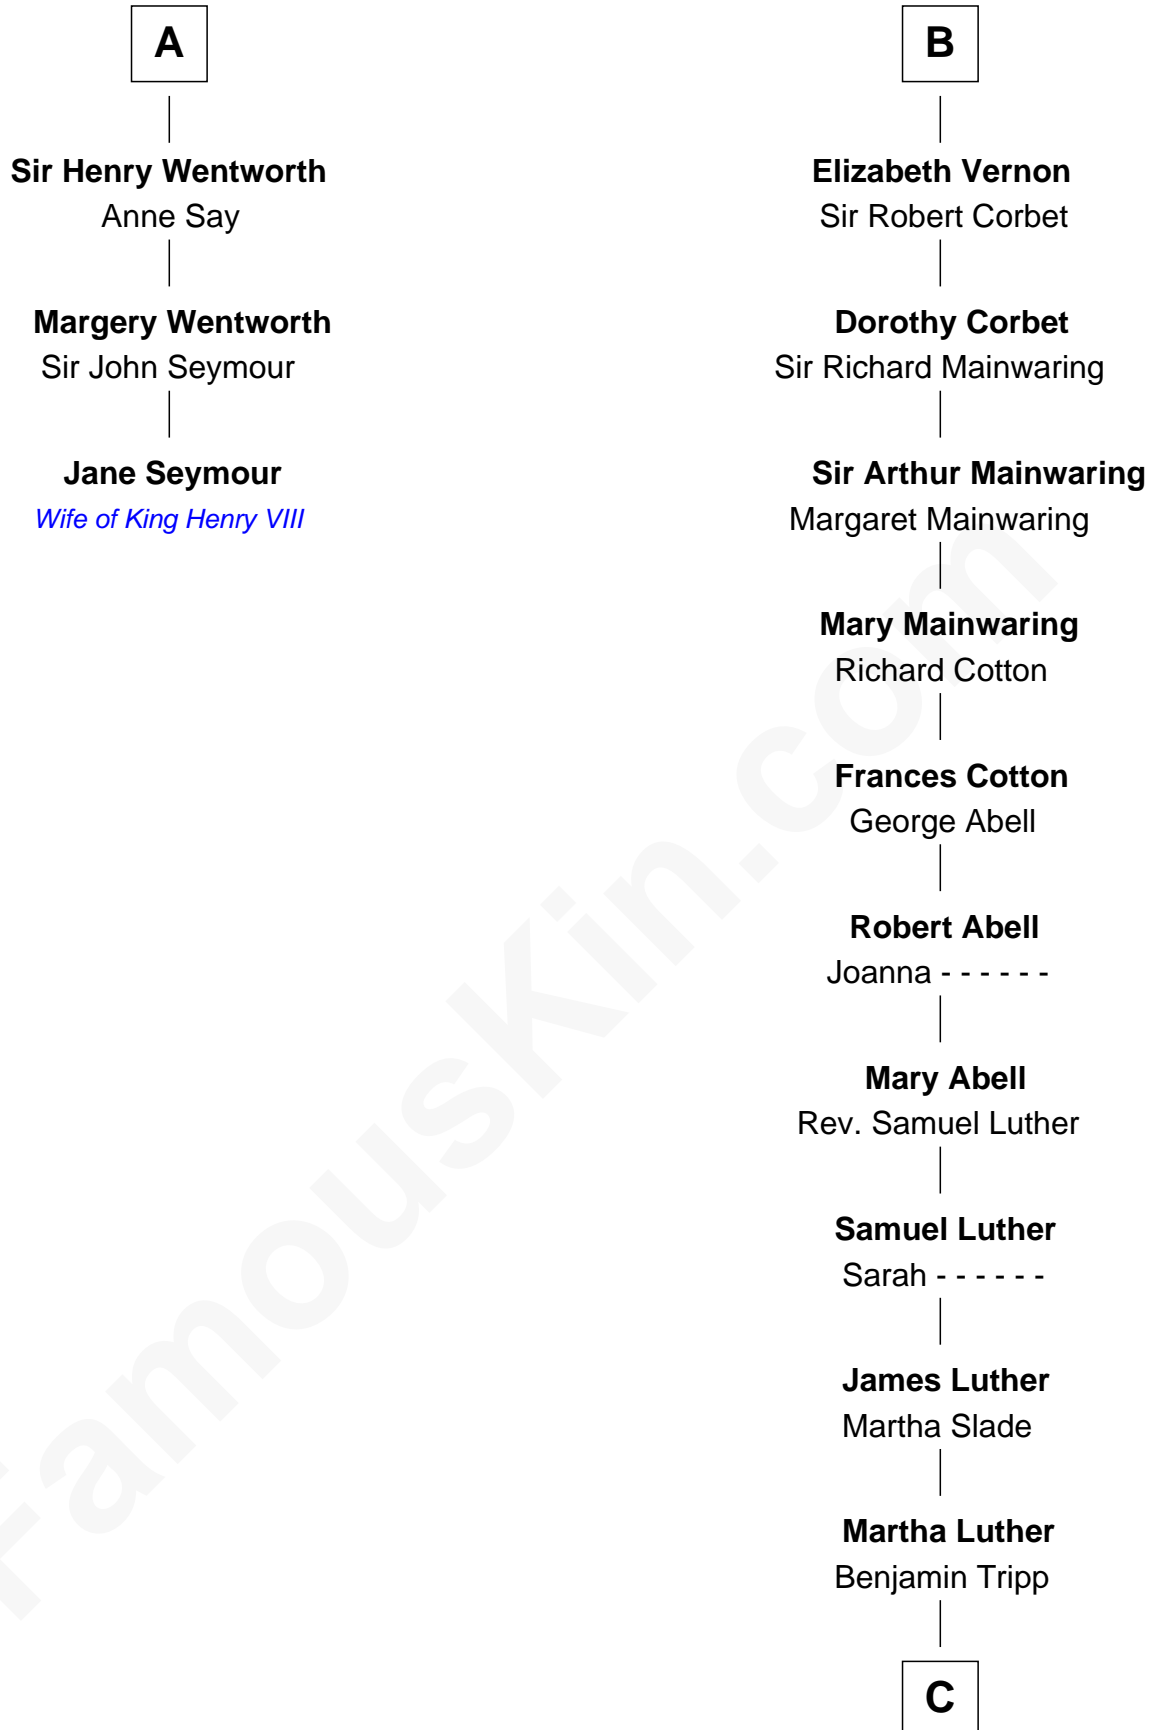 A
Sir Henry Wentworth
Anne Say
Margery Wentworth
Sir John Seymour
Jane Seymour
Wife of King Henry VIII
B
Elizabeth Vernon
Sir Robert Corbet
Dorothy Corbet
Sir Richard Mainwaring
Sir Arthur Mainwaring
Margaret Mainwaring
Mary Mainwaring
Richard Cotton
Frances Cotton
George Abell
Robert Abell
Joanna - - - - - -
Mary Abell
Rev. Samuel Luther
Samuel Luther
Sarah - - - - - -
James Luther
Martha Slade
Martha Luther
Benjamin Tripp
C
FamousKin.com